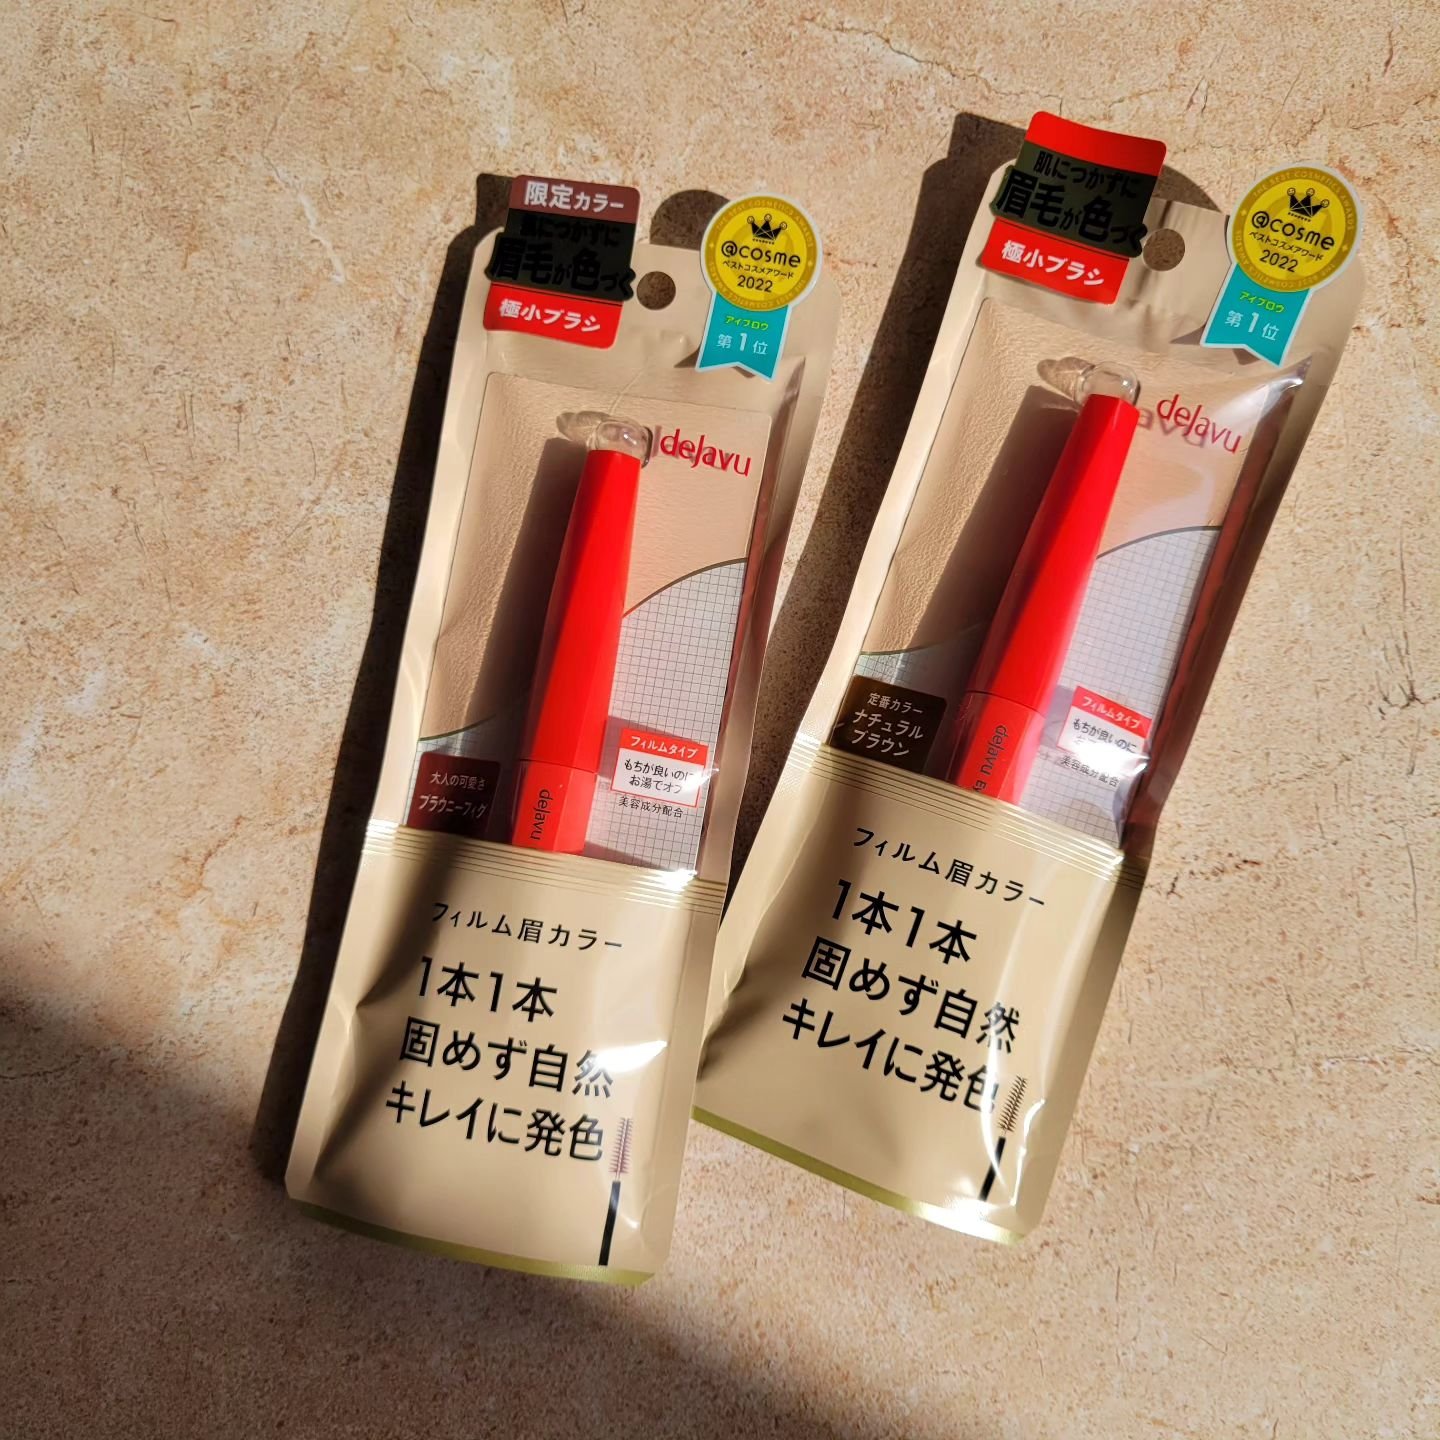 限定カラー
肌につかずに
眉毛が色づく
極小ブラシ
THE BEST COSMETICS AWARDS
@cosme
ベストコスメアワード
2022
アイブロウ
第1位
dejavu
フィルムタイプ
もちが良いのに
お湯でオフ
美容成分配合
大人の可愛さ
ブラウニーフィグ
dejavu
フィルム眉カラー
1本1本
固めず自然
キレイに発色
肌につかずに
眉毛が色づく
極小ブラシ
THE BEST COSMETICS AWARDS
@cosme
ベストコスメアワード
2022
アイブロウ
第1位
dejavu
定番カラー
ナチュラル
ブラウン
フィルムタイプ
もちが良いのに
美容成分配合
dejavu
フィルム眉カラー
1本1本
固めず自然
キレイに発色